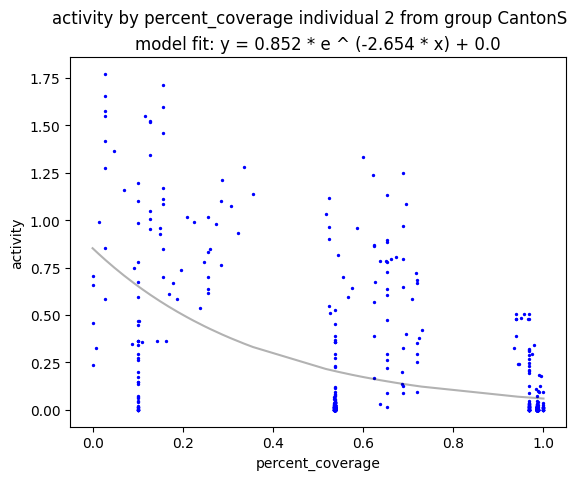 activity by percent_coverage individual 2 from group CantonS
model fit: y = 0.852 * e ^ (-2.654 * x) + 0.0
1.75
1.50
1.25
1.00
0.75
0.50
0.25
0.00
activity
0.0 0.2 0.4 0.6 0.8 1.0
percent_coverage